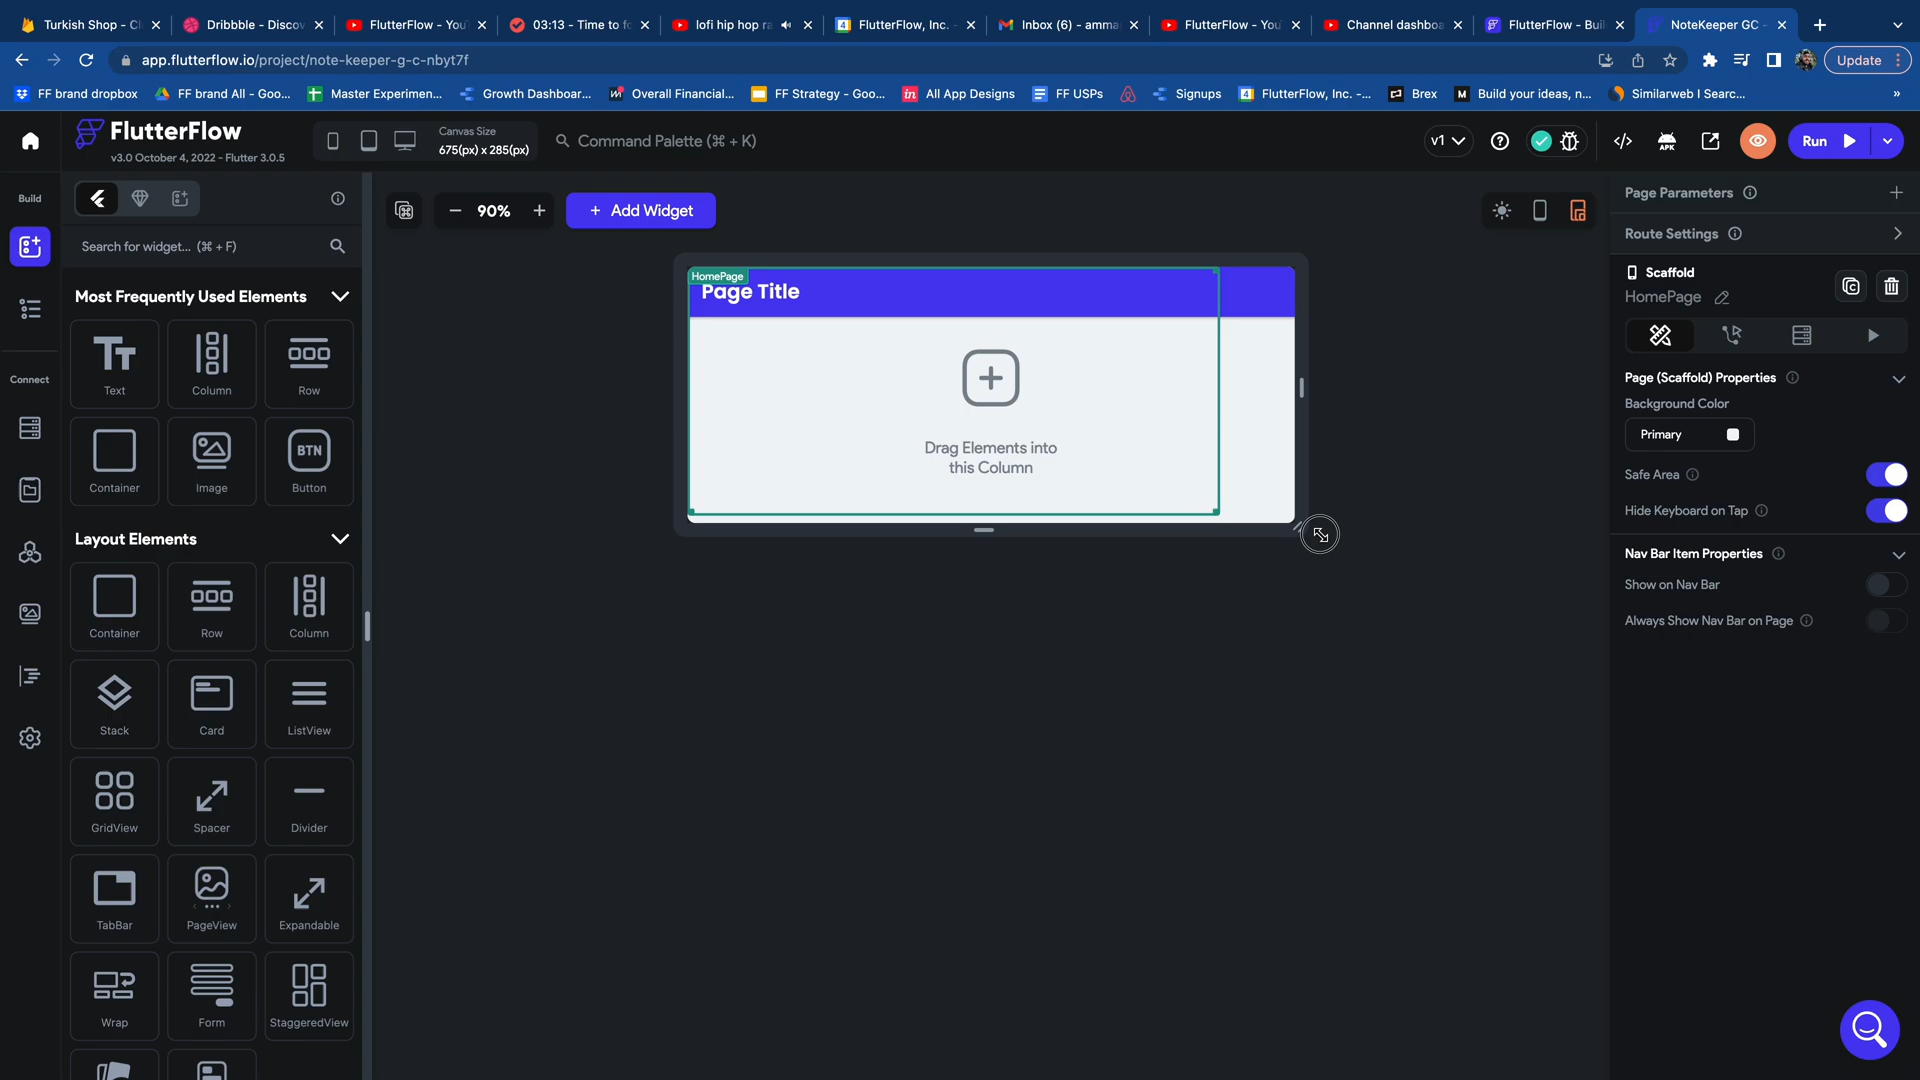 Turkish Shop - Cl
Dribbble - Discov
FlutterFlow - You
03:13 - Time to fo
lofi hip hop ra
FlutterFlow, Inc. -
Inbox (6) - amma
FlutterFlow - You
Channel dashboa
FlutterFlow - Buil
NoteKeeper GC -
app.flutterflow.io/project/note-keeper-g-c-nbyt7f
Update
FF brand dropbox
FF brand All - Goo...
Master Experimen...
Growth Dashboar...
Overall Financial...
FF Strategy - Goo...
in
All App Designs
FF USPs
Signups
4
FlutterFlow, Inc. -...
Brex
M
Build your ideas, n...
Similarweb I Searc...
»
FlutterFlow
v3.0 October 4, 2022 - Flutter 3.0.5
Canvas Size
675(px) x 285(px)
Command Palette (⌘ + K)
v1
APK
Run
Build
Search for widget... (⌘ + F)
90%
+ Add Widget
Page Parameters
Route Settings
Most Frequently Used Elements
Text
Column
Row
Container
Image
BTN
Button
Connect
Layout Elements
Container
Row
Column
Stack
Card
ListView
GridView
Spacer
Divider
TabBar
PageView
Expandable
Wrap
Form
StaggeredView
HomePage
Page Title
Drag Elements into
this Column
Scaffold
HomePage
Page (Scaffold) Properties
Background Color
Primary
Safe Area
Hide Keyboard on Tap
Nav Bar Item Properties
Show on Nav Bar
Always Show Nav Bar on Page